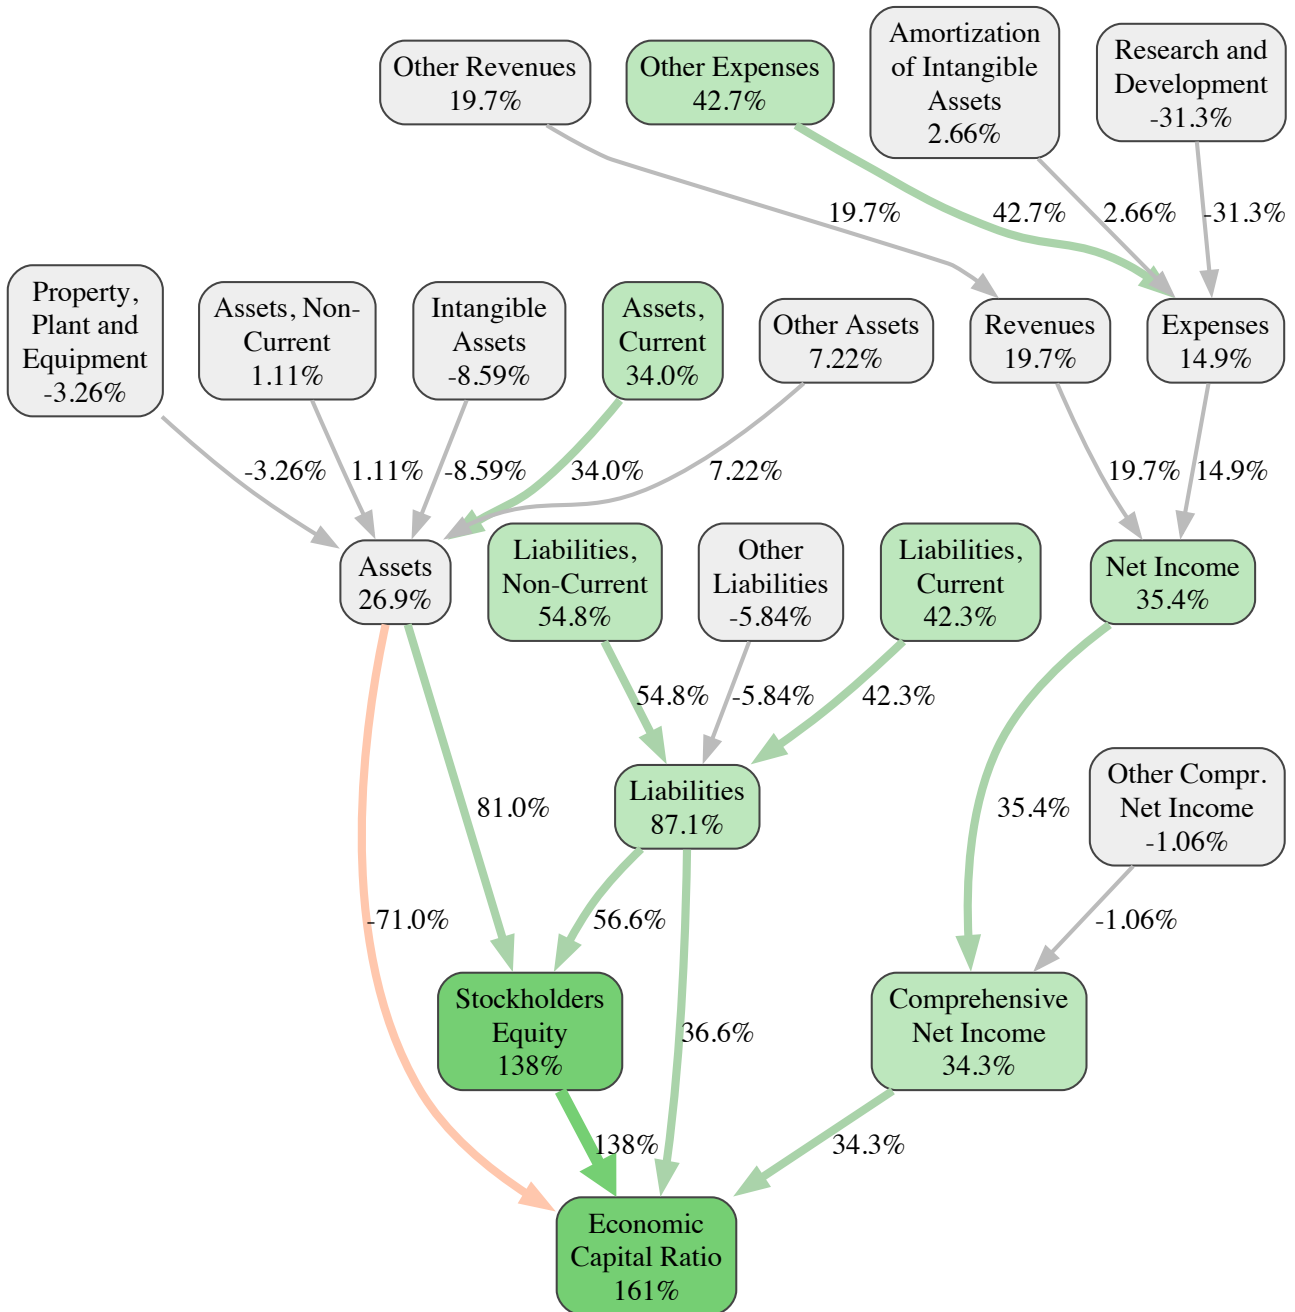 Other Revenues
19.7%
Other Expenses
42.7%
Amortization
of Intangible
Assets
2.66%
Research and
Development
-31.3%
19.7%
42.7%
2.66%
-31.3%
Property,
Plant and
Equipment
-3.26%
Assets, Non-
Current
1.11%
Intangible
Assets
-8.59%
Assets,
Current
34.0%
Other Assets
7.22%
Revenues
19.7%
Expenses
14.9%
-3.26%
1.11%
-8.59%
34.0%
7.22%
19.7%
14.9%
Assets
26.9%
Liabilities,
Non-Current
54.8%
Other
Liabilities
-5.84%
Liabilities,
Current
42.3%
Net Income
35.4%
54.8%
-5.84%
42.3%
Liabilities
87.1%
81.0%
35.4%
Other Compr.
Net Income
-1.06%
-71.0%
56.6%
-1.06%
Stockholders
Equity
138%
36.6%
Comprehensive
Net Income
34.3%
138%
34.3%
Economic
Capital Ratio
161%